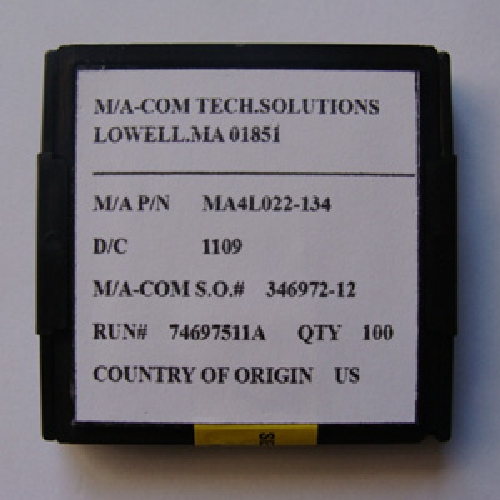 M/A-COM TECH.SOLUTIONS
LOWELL.MA 01851
M/A P/N MA4L022-134
D/C 1109
M/A-COM S.O.# 346972-12
RUN# 74697511A QTY 100
COUNTRY OF ORIGIN US